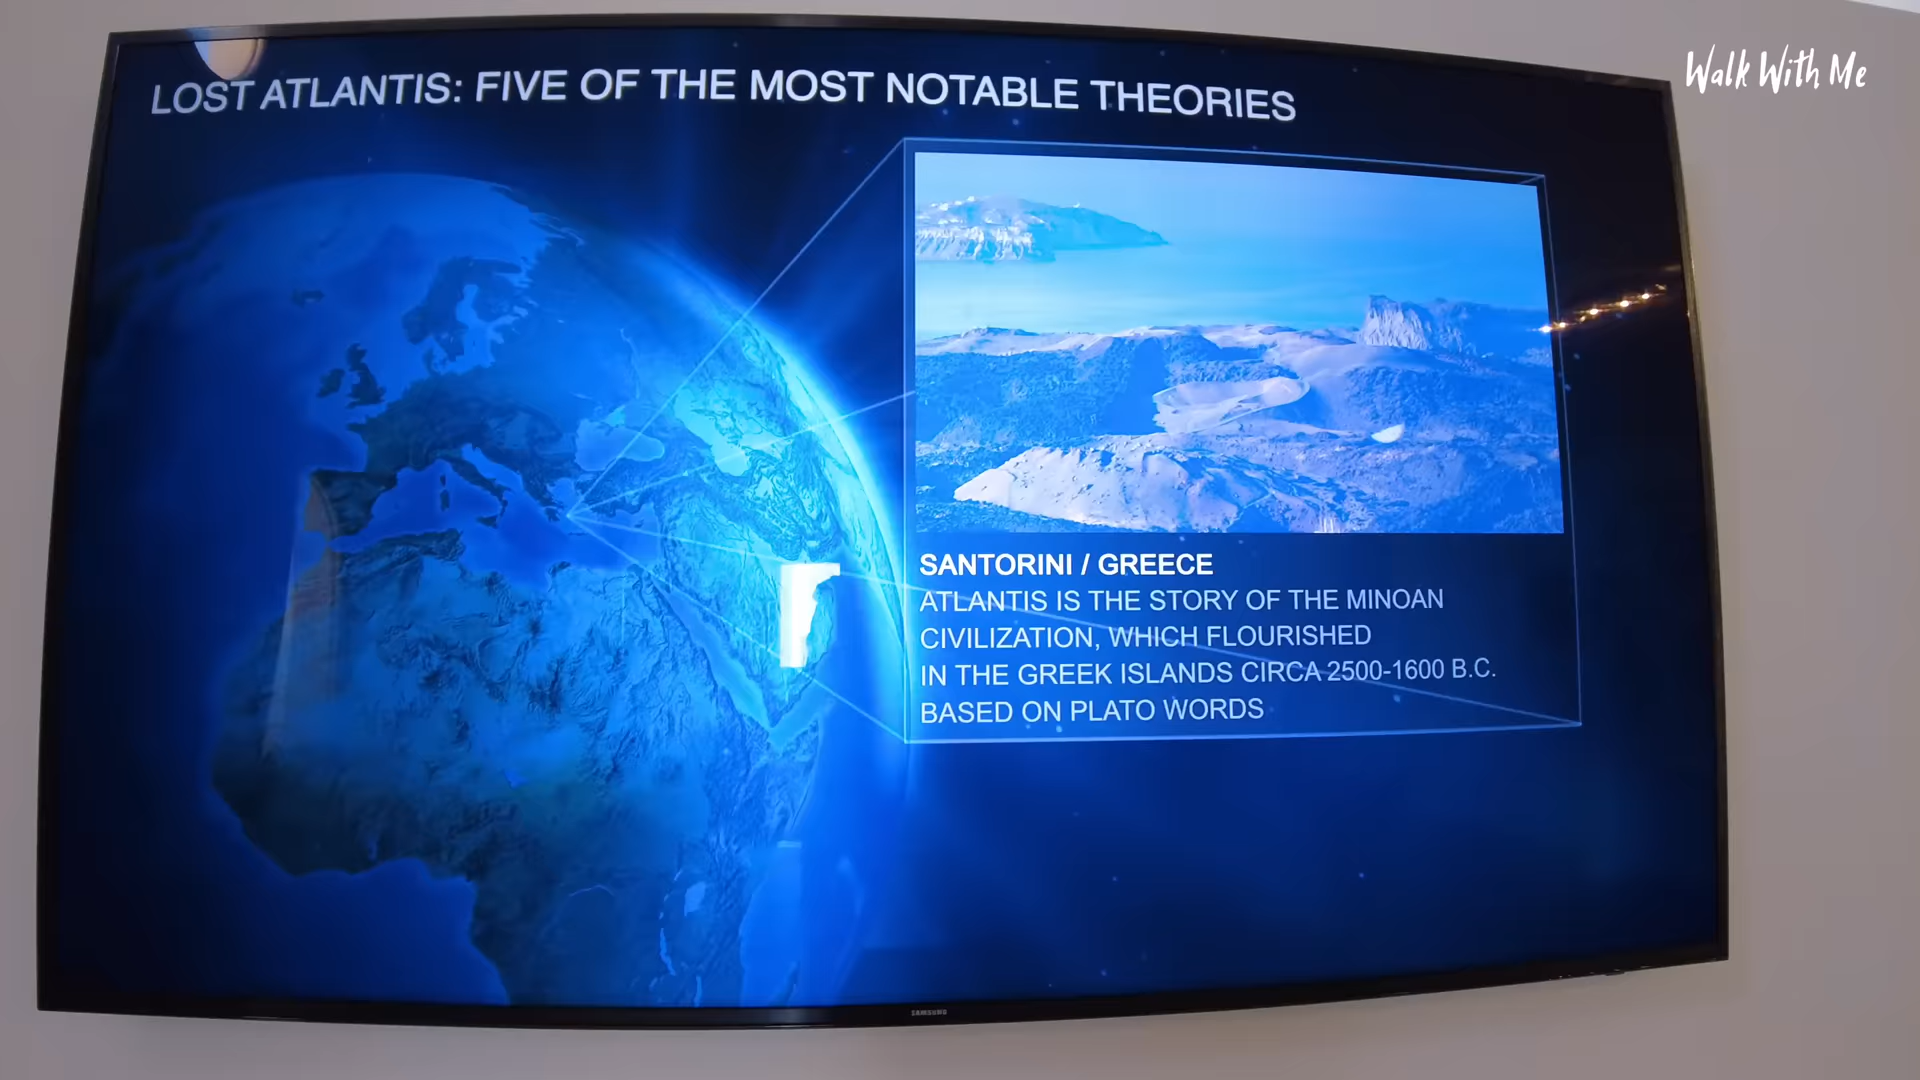 Walk With Me
LOST ATLANTIS: FIVE OF THE MOST NOTABLE THEORIES
SANTORINI / GREECE
ATLANTIS IS THE STORY OF THE MINOAN
CIVILIZATION, WHICH FLOURISHED
IN THE GREEK ISLANDS CIRCA 2500-1600 B.C.
BASED ON PLATO WORDS
SAMSUNG